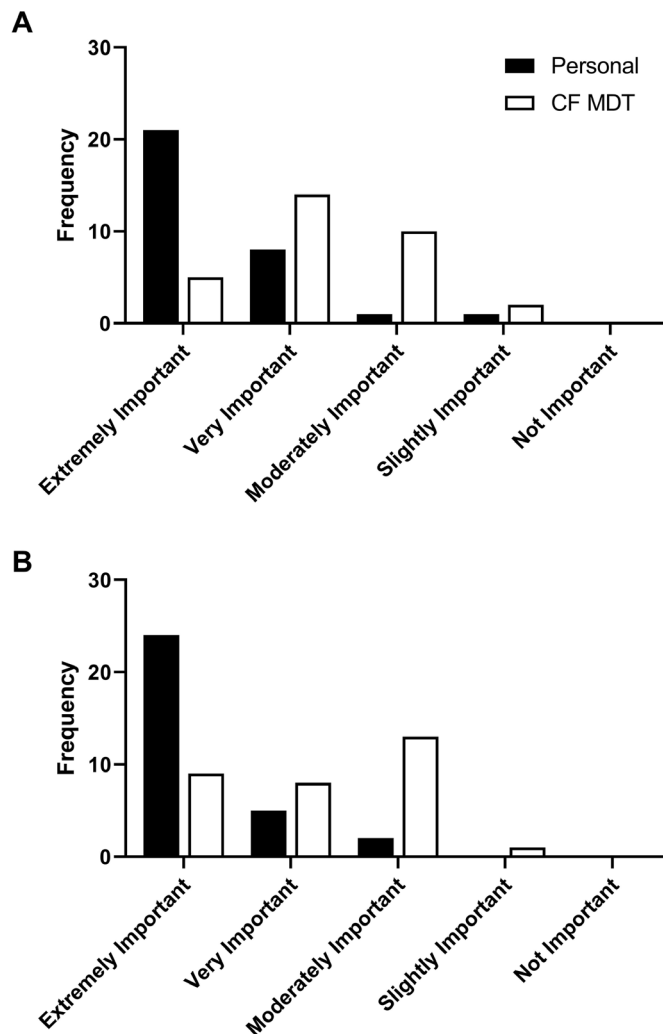 A
30
20
10
0
Frequency
Personal
CF MDT
Extremely Important
Very Important
Moderately Important
Slightly Important
Not Important
B
30
20
10
0
Frequency
Extremely Important
Very Important
Moderately Important
Slightly Important
Not Important